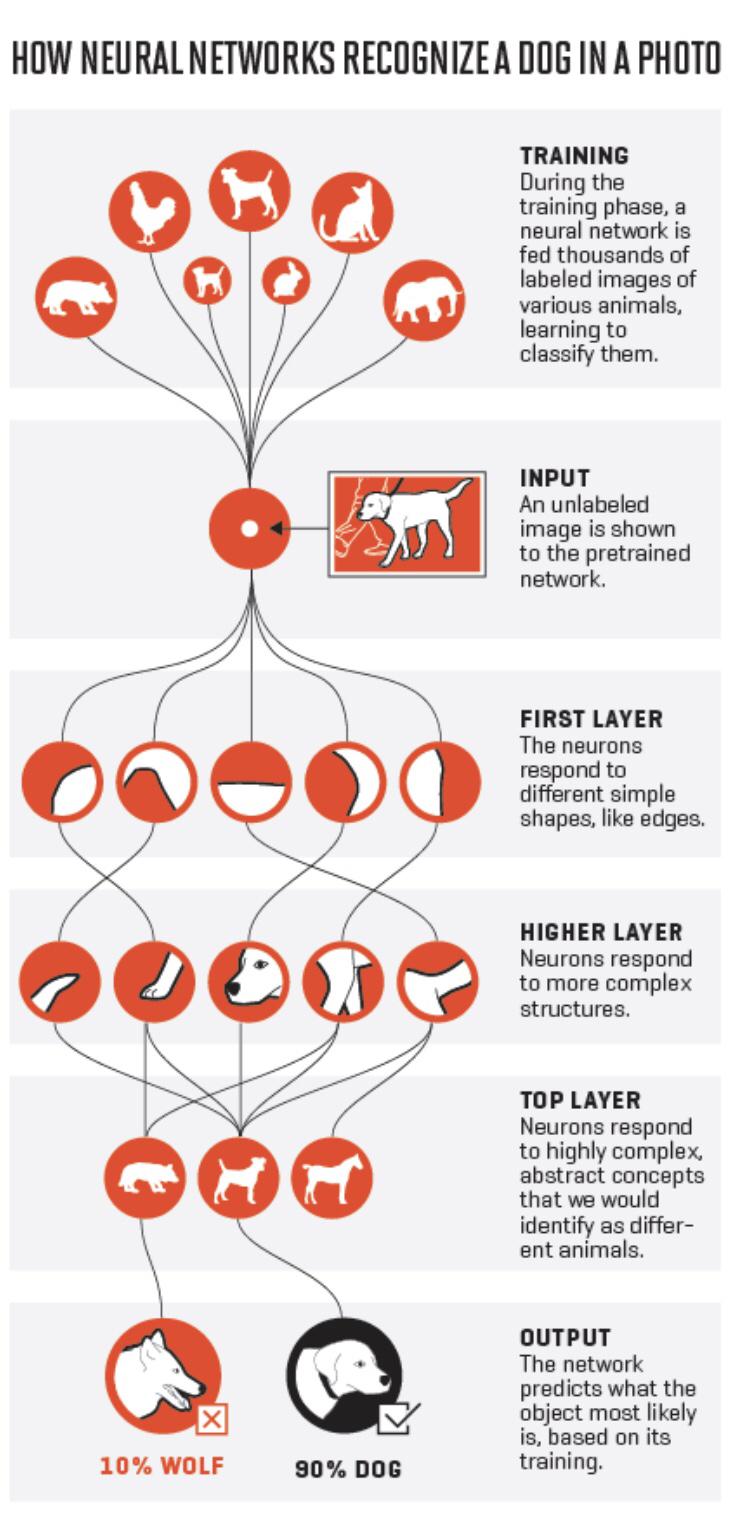 HOW NEURAL NETWORKS RECOGNIZE A DOG IN A PHOTO
TRAINING
During the
training phase, a
neural network is
fed thousands of
labeled images of
various animals,
learning to
classify them.
INPUT
An unlabeled
image is shown
to the pretrained
network.
FIRST LAYER
The neurons
respond to
different simple
shapes, like edges.
HIGHER LAYER
Neurons respond
to more complex
structures.
TOP LAYER
Neurons respond
to highly complex,
abstract concepts
that we would
identify as differ-
ent animals.
OUTPUT
The network
predicts what the
object most likely
is, based on its
training.
10% WOLF
90% DOG